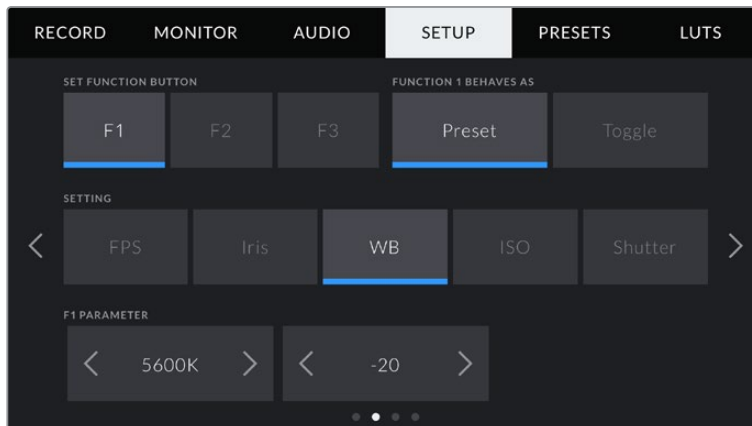 RECORD MONITOR AUDIO SETUP PRESETS LUTS
SET FUNCTION BUTTON FUNCTION 1 BEHAVES AS
F1 F2 F3 Preset Toggle
SETTING
FPS Iris WB ISO Shutter
F1 PARAMETER
5600K -20